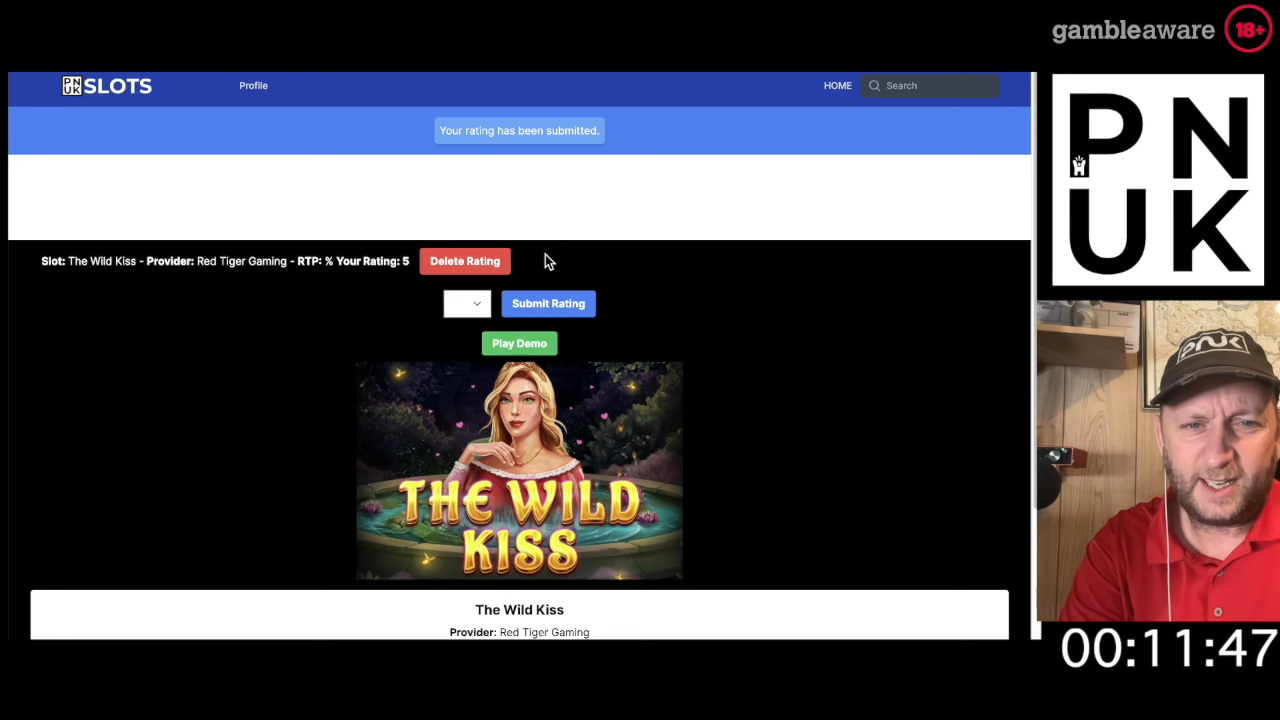 gambleaware 18+
PN UK SLOTS
Profile
HOME
Search
Your rating has been submitted.
Slot: The Wild Kiss - Provider: Red Tiger Gaming - RTP: % Your Rating: 5
Delete Rating
Submit Rating
Play Demo
THE WILD
KISS
The Wild Kiss
Provider: Red Tiger Gaming
PN
UK
PNUK
00:11:47